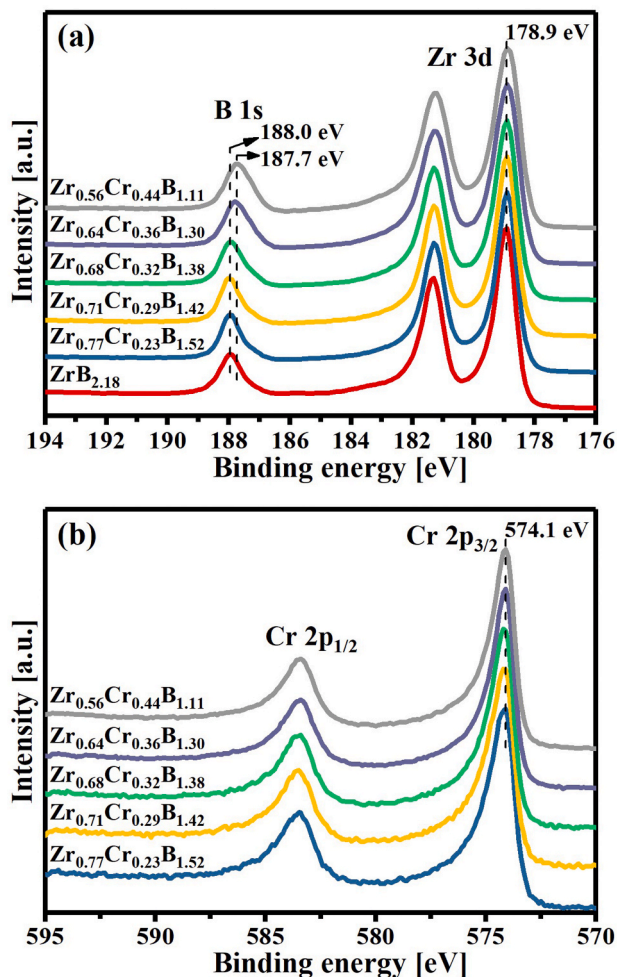 (a)
178.9 eV
Zr 3d
B 1s
188.0 eV
187.7 eV
Zr₀.₅₆Cr₀.₄₄B₁.₁₁
Zr₀.₆₄Cr₀.₃₆B₁.₃₀
Zr₀.₆₈Cr₀.₃₂B₁.₃₈
Zr₀.₇₁Cr₀.₂₉B₁.₄₂
Zr₀.₇₇Cr₀.₂₃B₁.₅₂
ZrB₂.₁₈
Intensity [a.u.]
194 192 190 188 186 184 182 180 178 176
Binding energy [eV]
(b)
Cr 2p₃/₂
574.1 eV
Cr 2p₁/₂
Zr₀.₅₆Cr₀.₄₄B₁.₁₁
Zr₀.₆₄Cr₀.₃₆B₁.₃₀
Zr₀.₆₈Cr₀.₃₂B₁.₃₈
Zr₀.₇₁Cr₀.₂₉B₁.₄₂
Zr₀.₇₇Cr₀.₂₃B₁.₅₂
Intensity [a.u.]
595 590 585 580 575 570
Binding energy [eV]